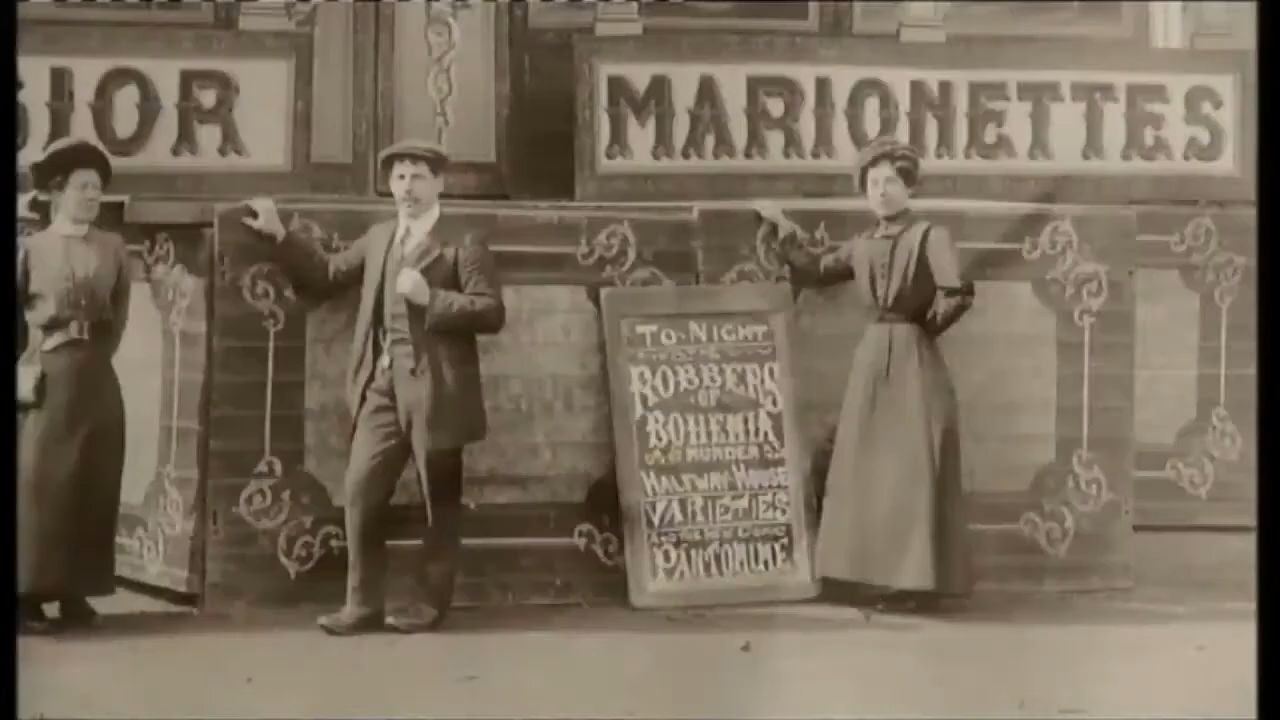 IOR
MARIONETTES
TO-NIGHT
ROBBERS
OF
BOHEMIA
MURDER
HALFWAY HOUSE
VARIETIES
PANTOMIME